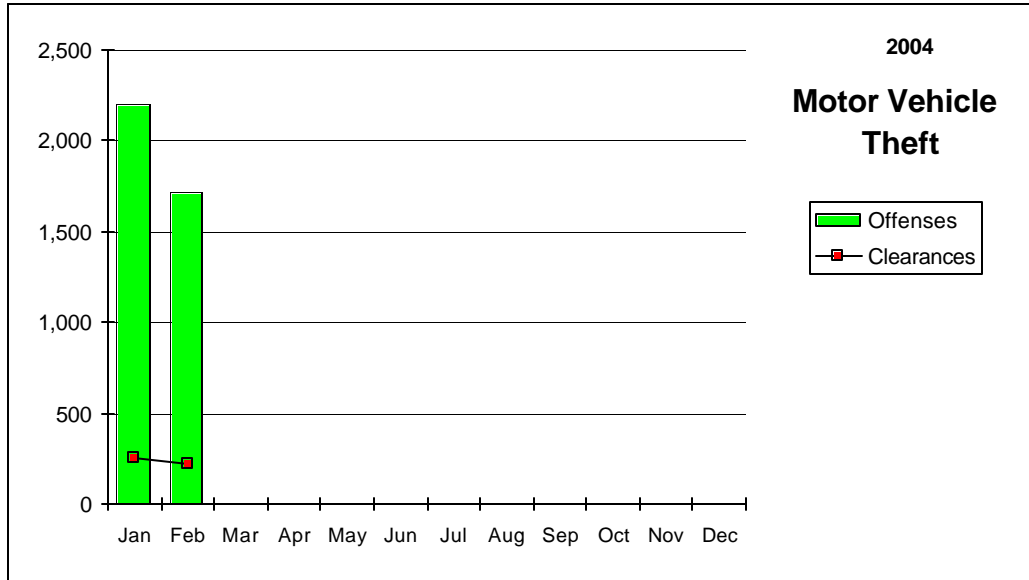 2004
Motor Vehicle
Theft
Offenses
Clearances
2,500
2,000
1,500
1,000
500
0
Jan Feb Mar Apr May Jun Jul Aug Sep Oct Nov Dec